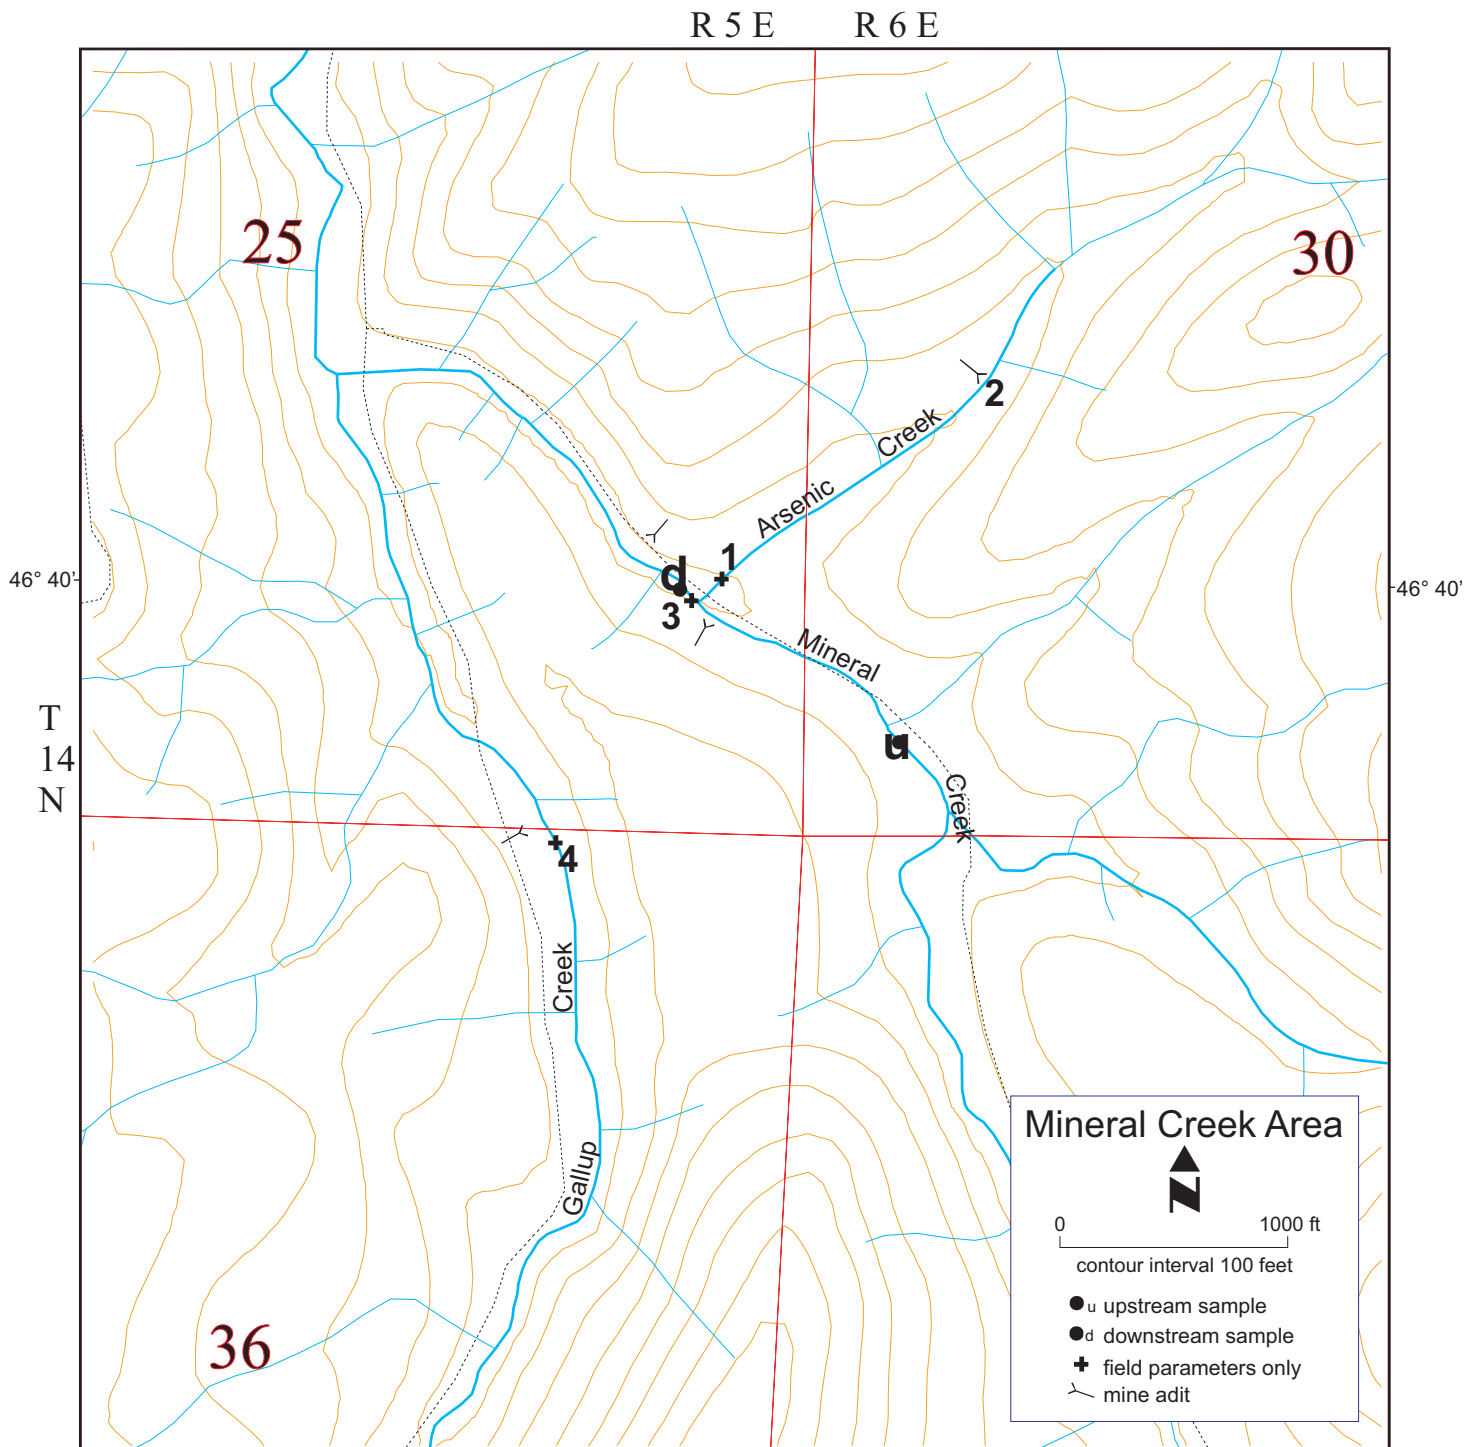 R 5 E
R 6 E
25
30
2
Arsenic Creek
1
d
3
46° 40'
46° 40'
Mineral Creek
u
T
14
N
4
Gallup Creek
36
Mineral Creek Area
N
0
1000 ft
contour interval 100 feet
u upstream sample
d downstream sample
field parameters only
mine adit